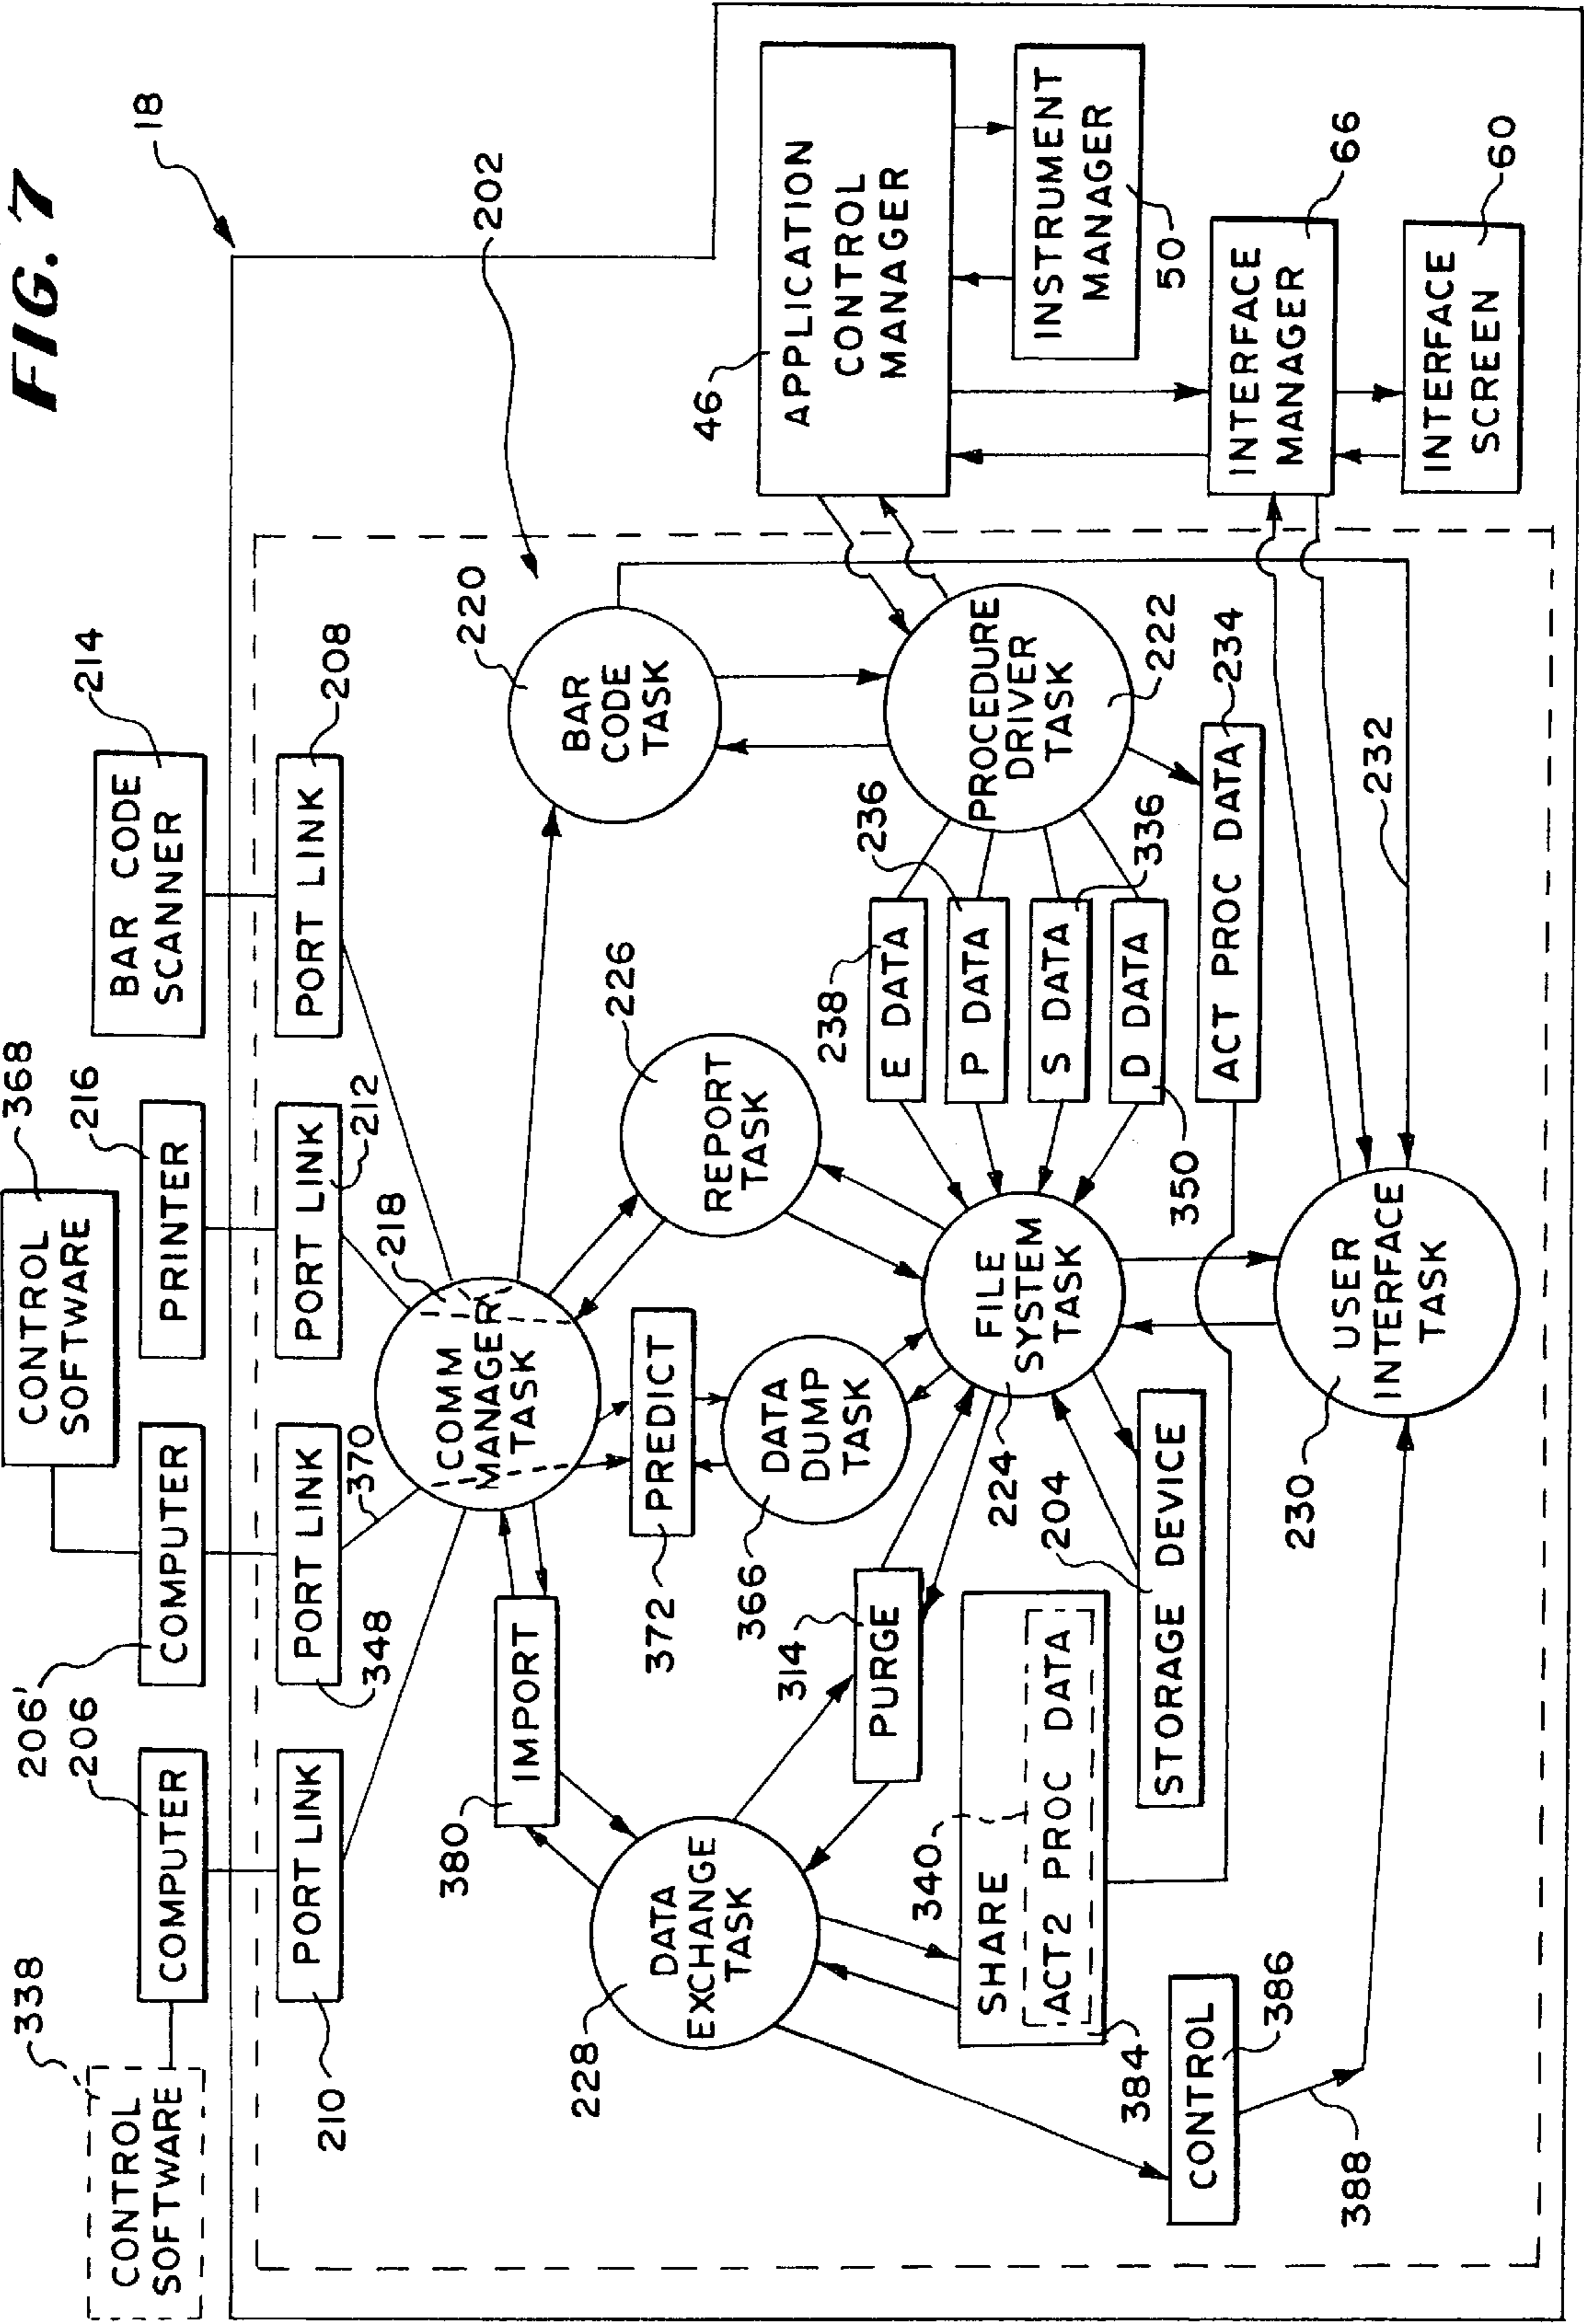 FIG. 7
18
338
CONTROL
SOFTWARE
206
COMPUTER
206'
COMPUTER
CONTROL
SOFTWARE
368
216
PRINTER
214
BAR CODE
SCANNER
210
PORT LINK
348
PORT LINK
370
PORT LINK
212
PORT LINK
208
218
COMM
MANAGER
TASK
202
220
BAR
CODE
TASK
380
IMPORT
372
PREDICT
226
REPORT
TASK
228
DATA
EXCHANGE
TASK
366
DATA
DUMP
TASK
314
PURGE
224
FILE
SYSTEM
TASK
238
E DATA
236
P DATA
S DATA
336
D DATA
350
PROCEDURE
DRIVER
TASK
222
ACT PROC DATA
234
46
APPLICATION
CONTROL
MANAGER
INSTRUMENT
MANAGER
50
INTERFACE
MANAGER
66
INTERFACE
SCREEN
60
340
SHARE
ACT2 PROC DATA
384
204
STORAGE DEVICE
CONTROL
386
388
230
USER
INTERFACE
TASK
232